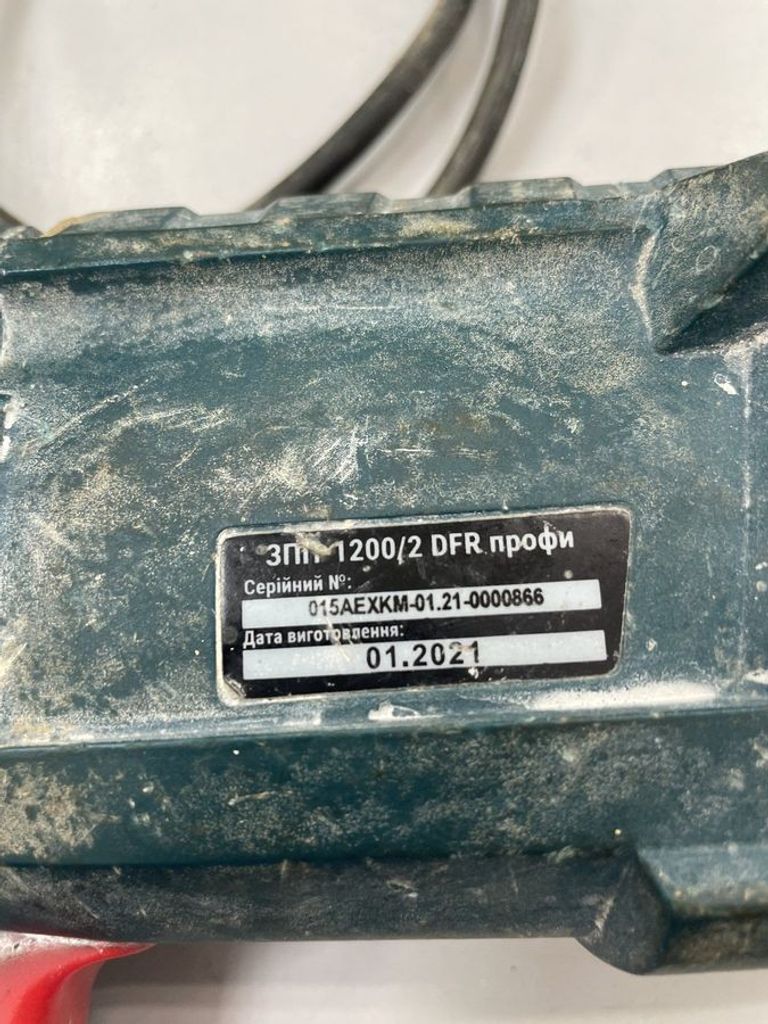 ЗПП 1200/2 DFR профи
Серійний №:
015AEXKM-01.21-0000866
Дата виготовлення:
01.2021